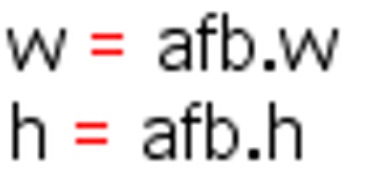 w = afb.w
h = afb.h